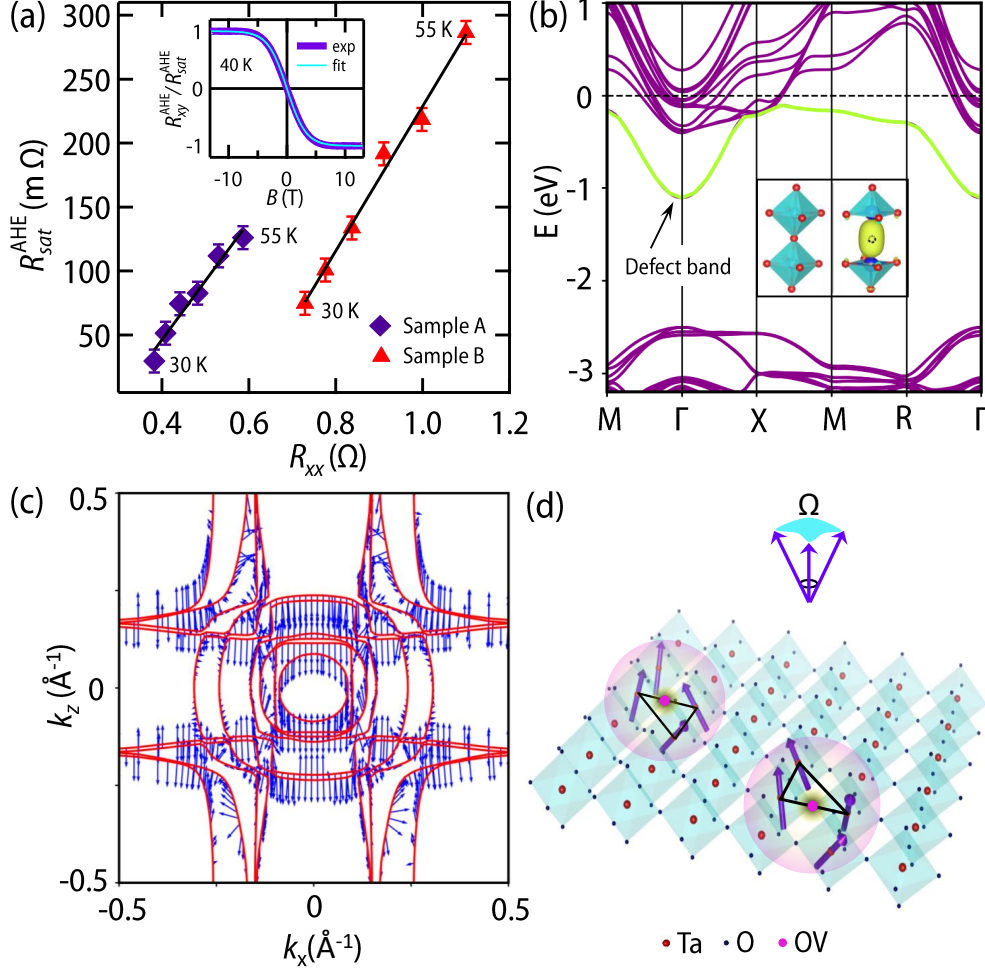 (a)
300
250
200
150
100
50
R_sat^AHE (m Ω)
0.4 0.6 0.8 1.0 1.2
R_xx (Ω)
55 K
30 K
55 K
30 K
Sample A
Sample B
R_xy^AHE/R_sat^AHE
1
0
-1
40 K
exp
fit
-10 0 10
B (T)
(b)
E (eV)
1
0
-1
-2
-3
Defect band
M Γ X M R Γ
(c)
0.5
0
-0.5
k_z (Å⁻¹)
-0.5 0 0.5
k_x (Å⁻¹)
(d)
Ω
Ta O OV